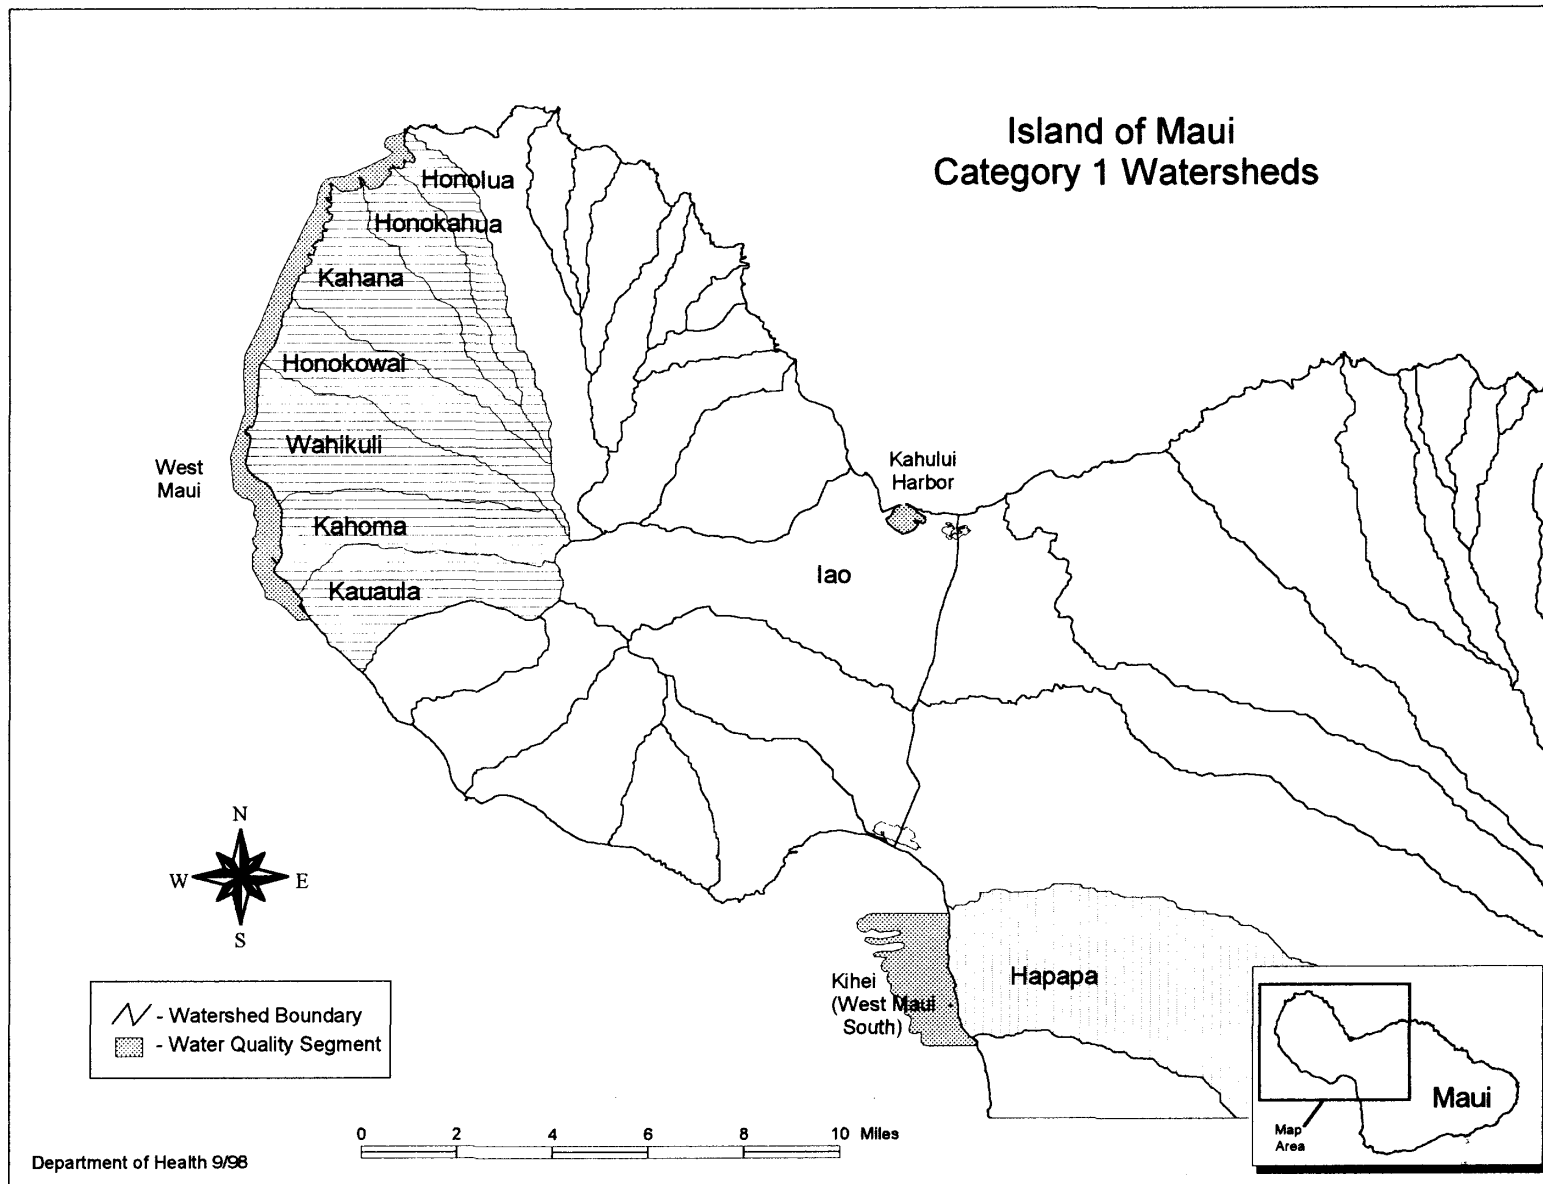 Island of Maui
Category 1 Watersheds
Honolua
Honokahua
Kahana
Honokowai
Wahikuli
West
Maui
Kahului
Harbor
Kahoma
Iao
Kauaula
N
W
E
S
Kihei
(West Maui
South)
Hapapa
- Watershed Boundary
- Water Quality Segment
Maui
Map
Area
0 2 4 6 8 10 Miles
Department of Health 9/98